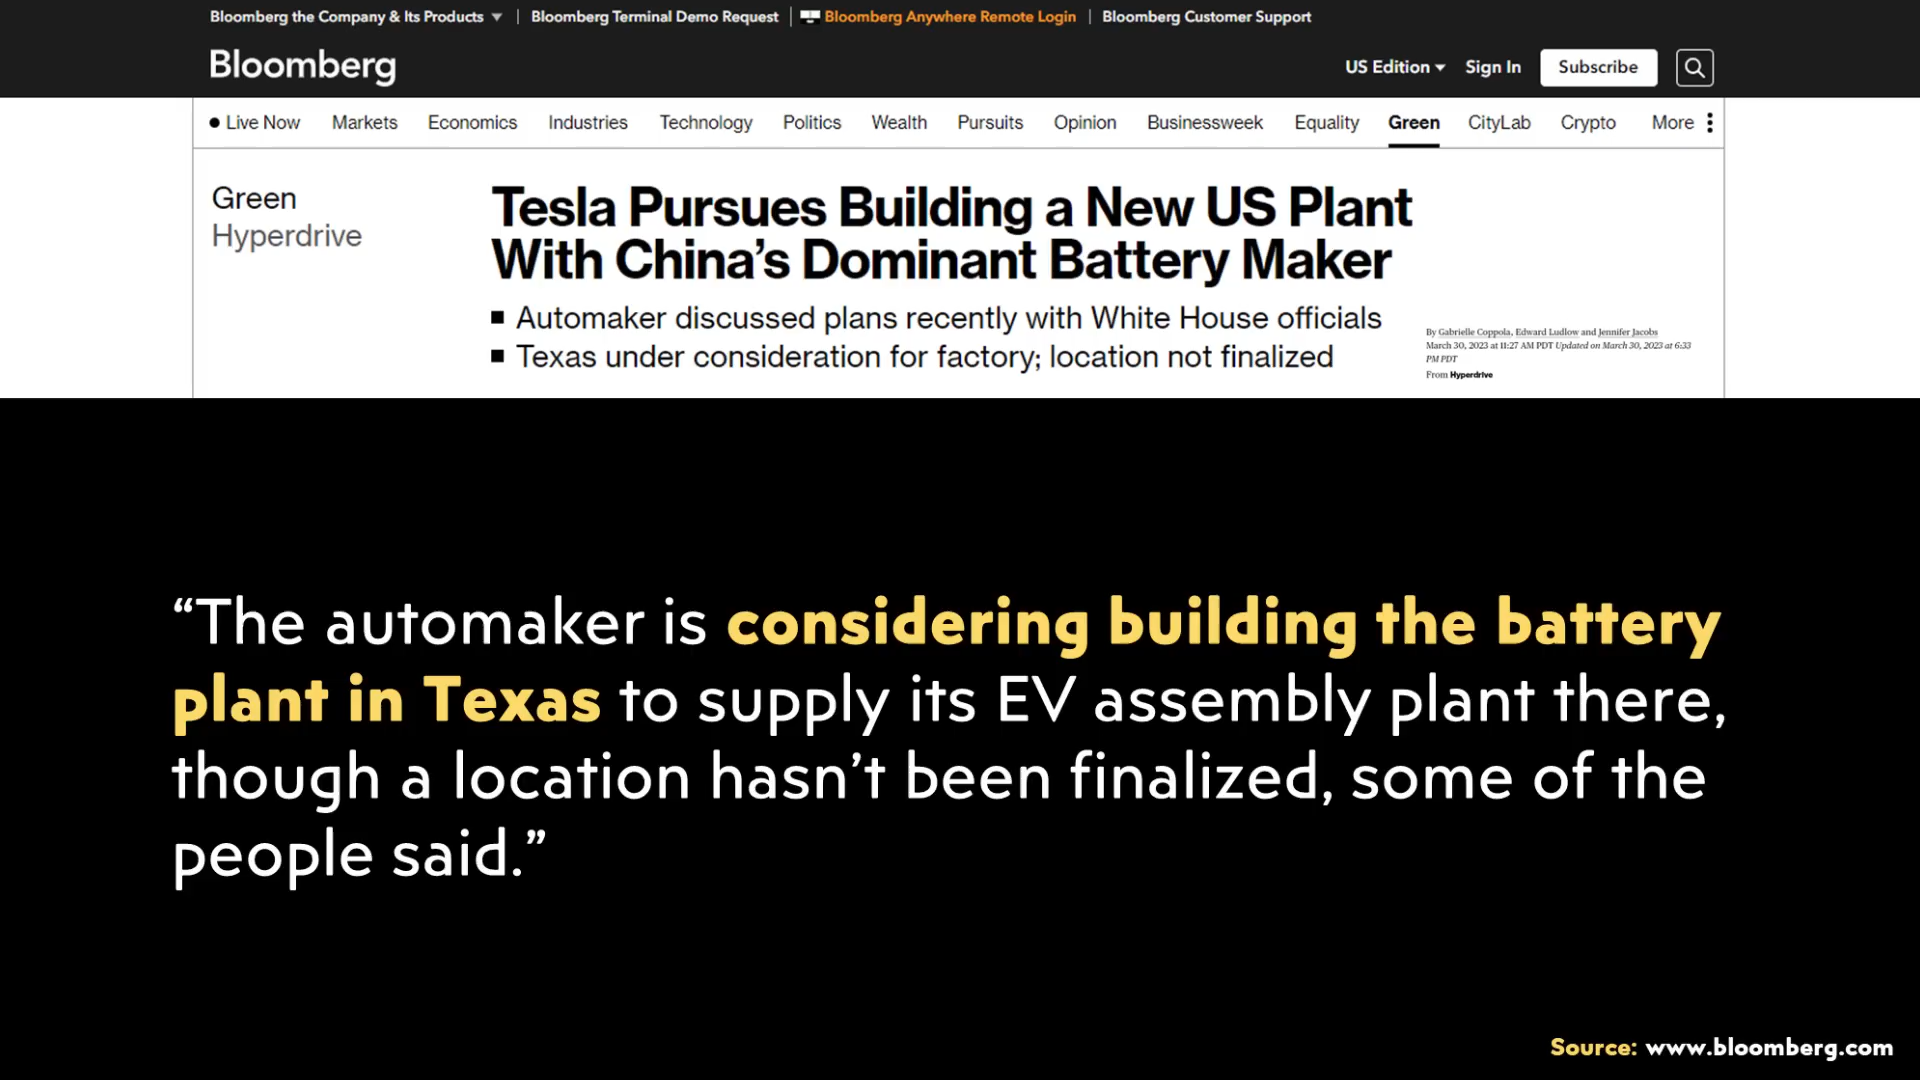 Bloomberg the Company & Its Products ▼ | Bloomberg Terminal Demo Request | Bloomberg Anywhere Remote Login | Bloomberg Customer Support
Bloomberg
US Edition ▼ Sign In Subscribe
• Live Now Markets Economics Industries Technology Politics Wealth Pursuits Opinion Businessweek Equality Green CityLab Crypto More
Green
Hyperdrive
Tesla Pursues Building a New US Plant
With China’s Dominant Battery Maker
■ Automaker discussed plans recently with White House officials
■ Texas under consideration for factory; location not finalized
By Gabrielle Coppola, Edward Ludlow and Jennifer Jacobs
March 30, 2023 at 11:27 AM PDT Updated on March 30, 2023 at 6:33
PM PDT
From Hyperdrive
“The automaker is considering building the battery
plant in Texas to supply its EV assembly plant there,
though a location hasn’t been finalized, some of the
people said.”
Source: www.bloomberg.com